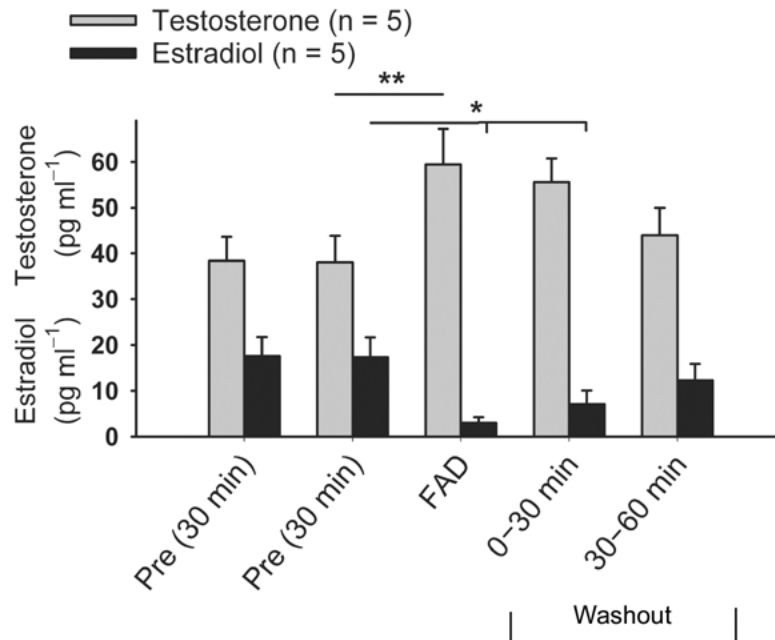 Testosterone (n = 5)
Estradiol (n = 5)
**
*
Testosterone
(pg ml⁻¹)
Estradiol
(pg ml⁻¹)
60
50
40
30
20
10
0
Pre (30 min)
Pre (30 min)
FAD
0–30 min
30–60 min
Washout